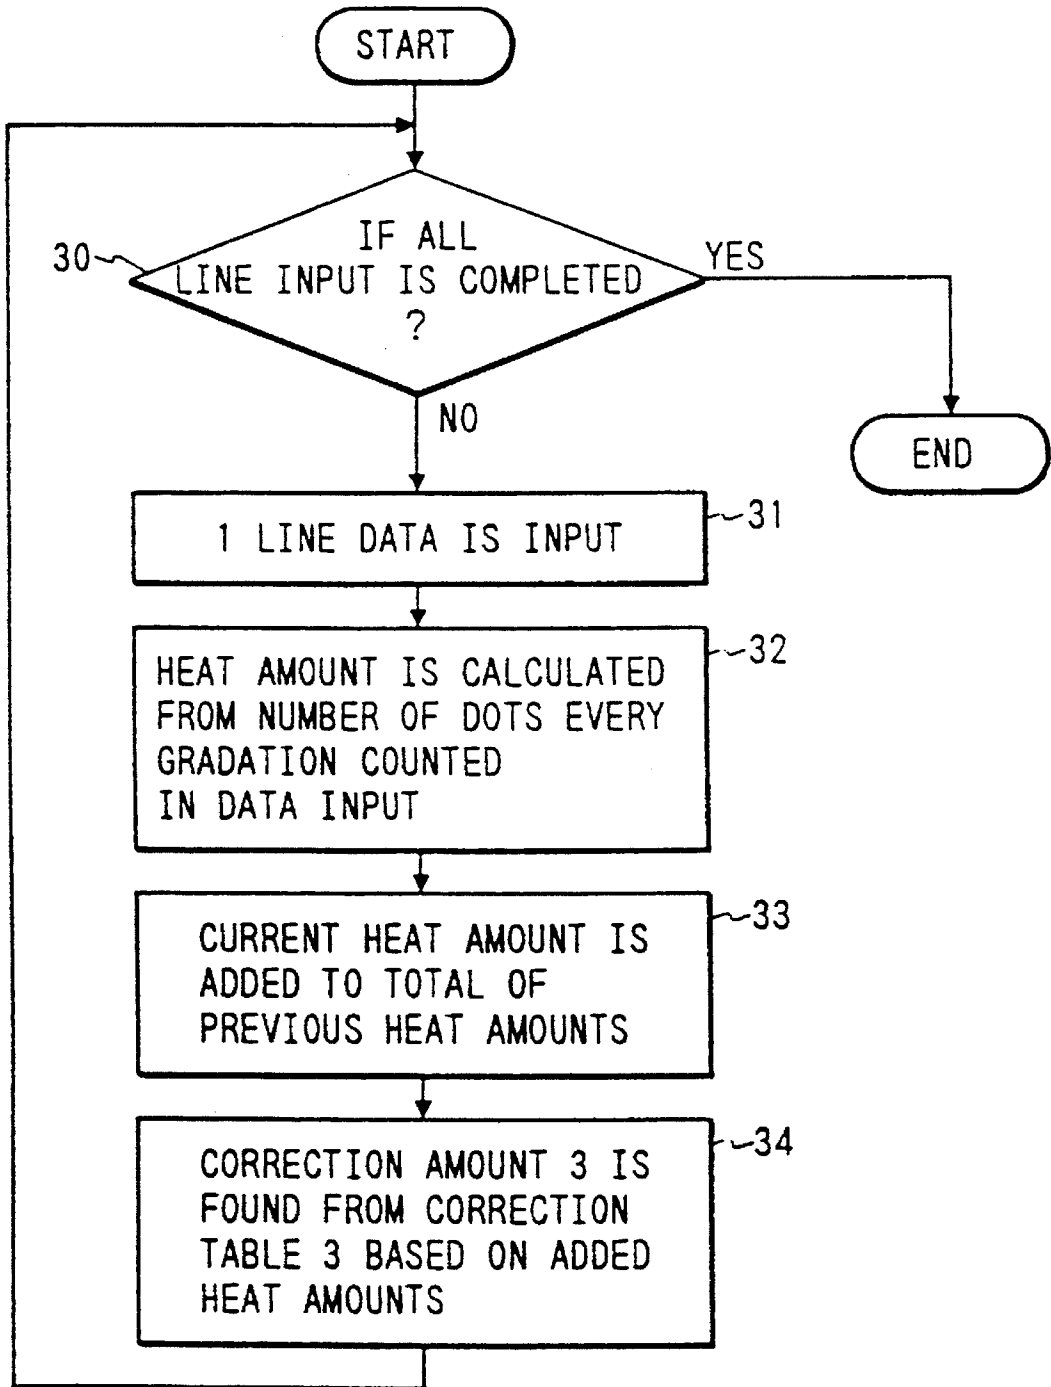 START
30
IF ALL
LINE INPUT IS COMPLETED
?
YES
NO
END
1 LINE DATA IS INPUT
31
HEAT AMOUNT IS CALCULATED
FROM NUMBER OF DOTS EVERY
GRADATION COUNTED
IN DATA INPUT
32
CURRENT HEAT AMOUNT IS
ADDED TO TOTAL OF
PREVIOUS HEAT AMOUNTS
33
CORRECTION AMOUNT 3 IS
FOUND FROM CORRECTION
TABLE 3 BASED ON ADDED
HEAT AMOUNTS
34